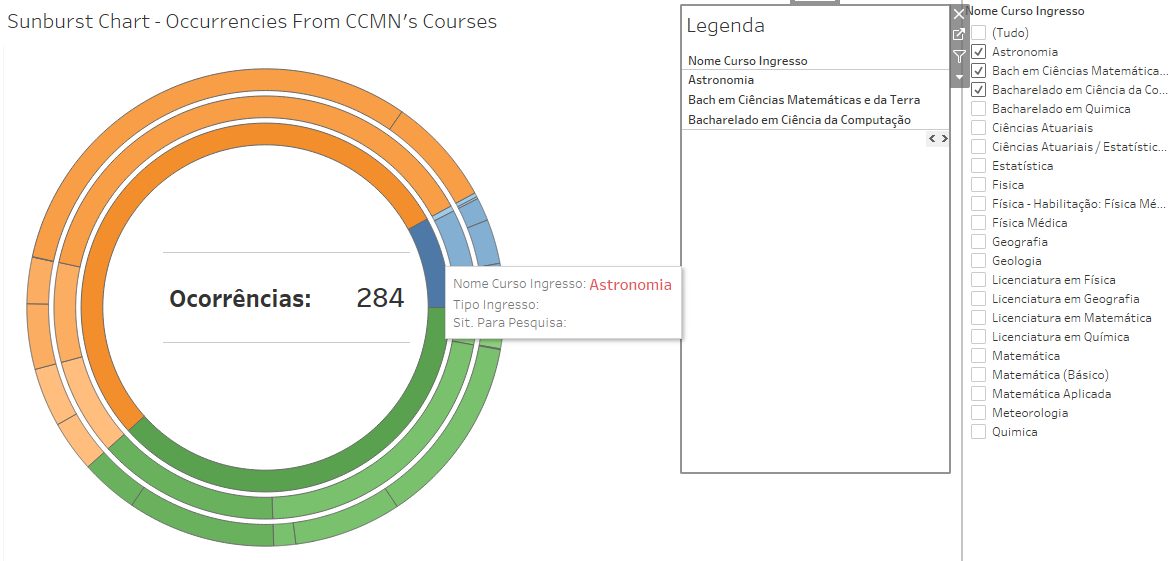 Sunburst Chart - Occurrencies From CCMN's Courses
Ocorrências: 284
Nome Curso Ingresso: Astronomia
Tipo Ingresso:
Sit. Para Pesquisa:
Legenda
Nome Curso Ingresso
Astronomia
Bach em Ciências Matemáticas e da Terra
Bacharelado em Ciência da Computação
Nome Curso Ingresso
(Tudo)
Astronomia
Bach em Ciências Matemática...
Bacharelado em Ciência da Co...
Bacharelado em Quimica
Ciências Atuariais
Ciências Atuariais / Estatístic...
Estatística
Fisica
Física - Habilitação: Física Mé...
Física Médica
Geografia
Geologia
Licenciatura em Física
Licenciatura em Geografia
Licenciatura em Matemática
Licenciatura em Química
Matemática
Matemática (Básico)
Matemática Aplicada
Meteorologia
Quimica